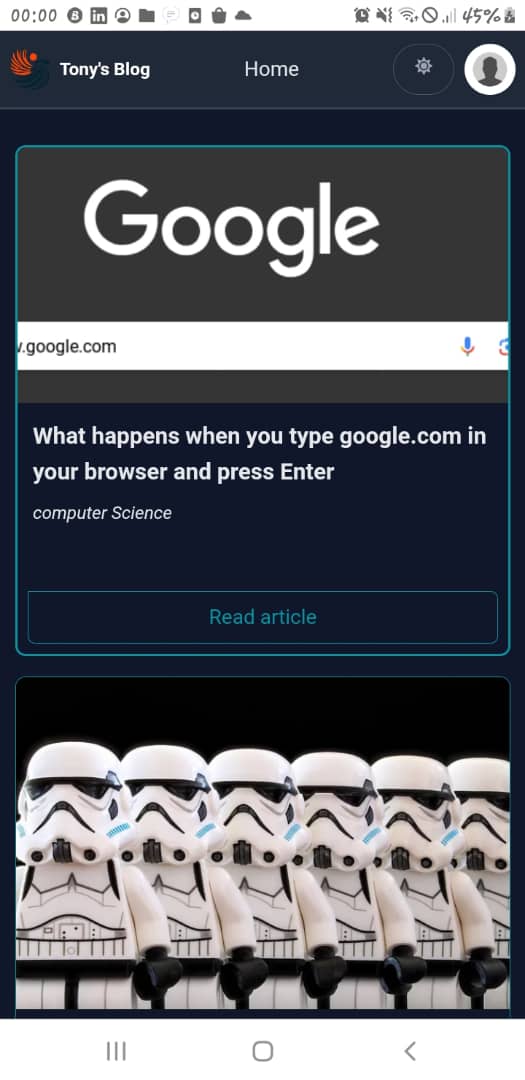 00:00
45%
Tony's Blog
Home
Google
.google.com
What happens when you type google.com in
your browser and press Enter
computer Science
Read article